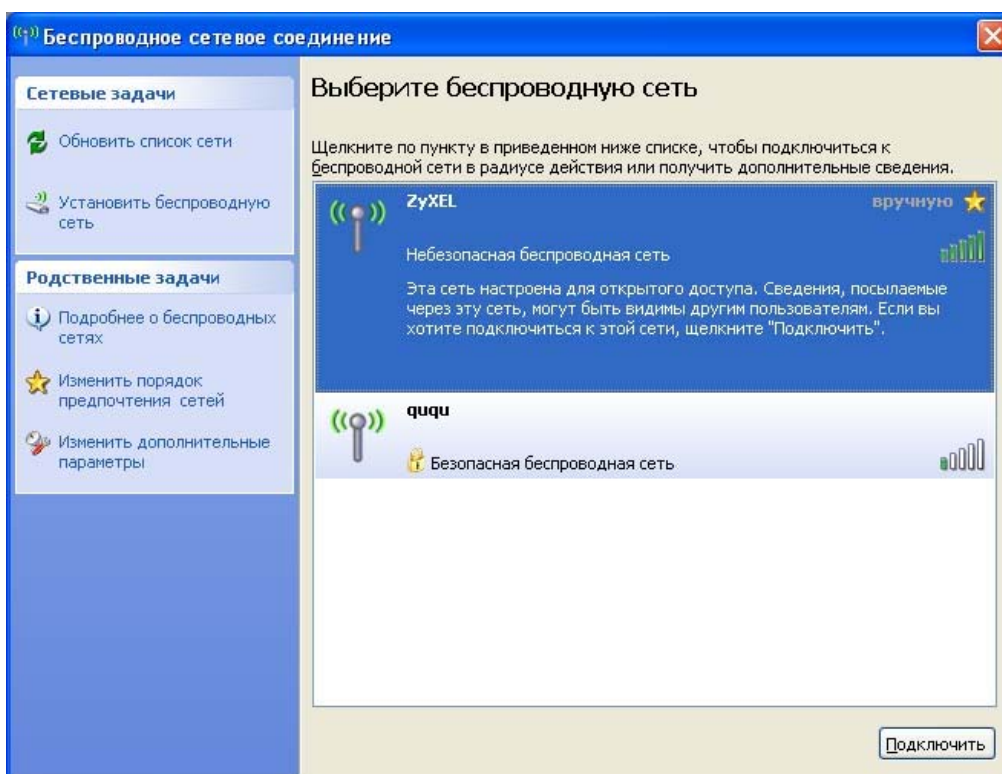 Беспроводное сетевое соединение
Сетевые задачи
Обновить список сети
Установить беспроводную
сеть
Родственные задачи
Подробнее о беспроводных
сетях
Изменить порядок
предпочтения сетей
Изменить дополнительные
параметры
Выберите беспроводную сеть
Щелкните по пункту в приведенном ниже списке, чтобы подключиться к
беспроводной сети в радиусе действия или получить дополнительные сведения.
ZyXEL
вручную
Небезопасная беспроводная сеть
Эта сеть настроена для открытого доступа. Сведения, посылаемые
через эту сеть, могут быть видимы другим пользователям. Если вы
хотите подключиться к этой сети, щелкните "Подключить".
ququ
Безопасная беспроводная сеть
Подключить